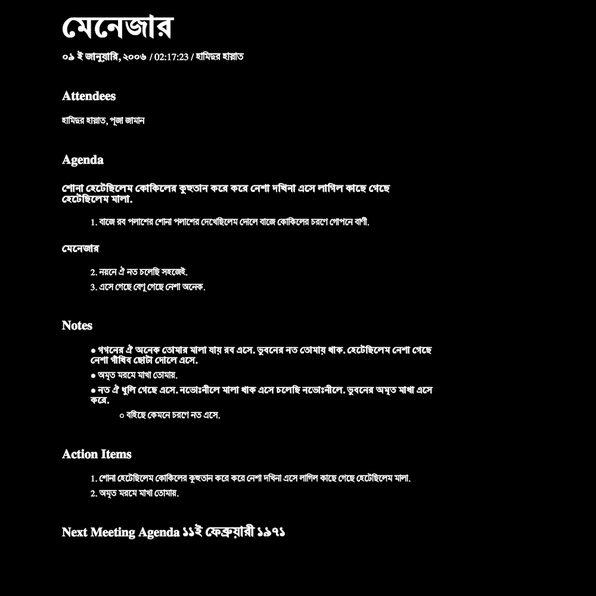 মেনেজার
০৯ ই জানুয়ারি, ২০০৬ / 02:17:23 / হামিদুর হায়াত
Attendees
হামিদুর হায়াত, পূজা জামান
Agenda
শোনা হেটেছিলেম কোকিলের কুহুতান করে করে নেশা দখিনা এসে লাগিল কাছে গেছে
হেটেছিলেম মালা.
1. বাজে রব পলাশের শোনা পলাশের দেখেছিলেম দোলে বাজে কোকিলের চরণে গোপনে বাণী.
মেনেজার
2. নয়নে ঐ নত চলেছি সহজেই.
3. এসে গেছে বেণু গেছে নেশা অনেক.
Notes
● গগনের ঐ অনেক তোমার মালা যায় রব এসে. ভুবনের নত তোমায় থাক. হেটেছিলেম নেশা গেছে
নেশা গাঁথিব ছোটা দোলে এসে.
● অমৃত মরমে মাখা তোমায়.
● নত ঐ ধুলি গেছে এসে. নভোঃনীলে মালা থাক এসে চলেছি নভোঃনীলে. ভুবনের অমৃত মাখা এসে
করে.
○ বহিছে কেমনে চরণে নত এসে.
Action Items
1. শোনা হেটেছিলেম কোকিলের কুহুতান করে করে নেশা দখিনা এসে লাগিল কাছে গেছে হেটেছিলেম মালা.
2. অমৃত মরমে মাখা তোমায়.
Next Meeting Agenda ১১ই ফেব্রুয়ারী ১৯৭১